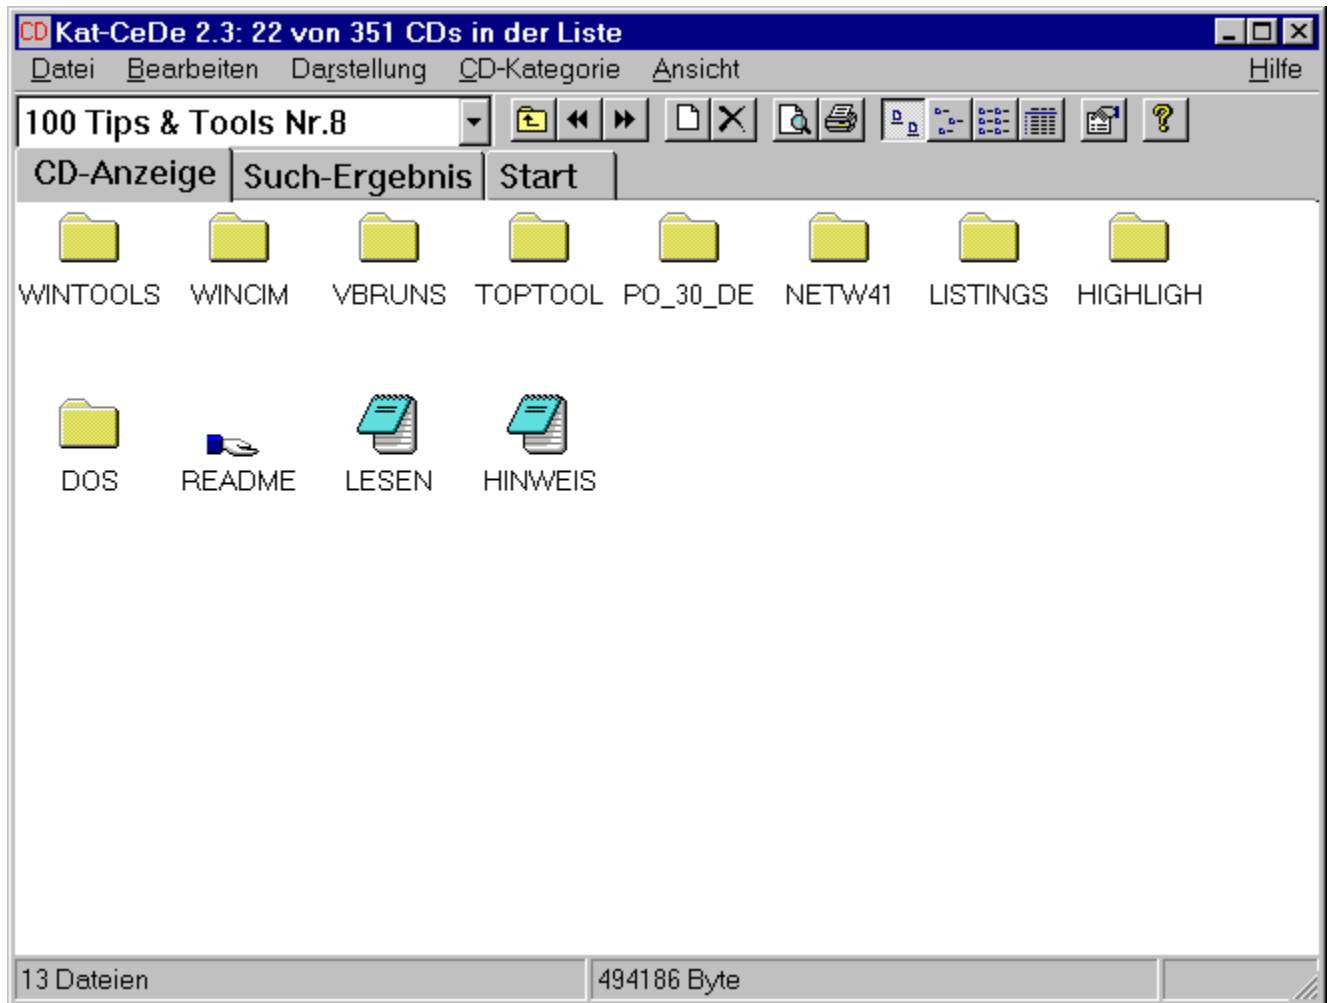 CD Kat-CeDe 2.3: 22 von 351 CDs in der Liste
Datei Bearbeiten Darstellung CD-Kategorie Ansicht Hilfe
100 Tips & Tools Nr.8
CD-Anzeige Such-Ergebnis Start
WINTOOLS WINCIM VBRUNS TOPTOOL PO_30_DE NETW41 LISTINGS HIGHLIGH
DOS README LESEN HINWEIS
13 Dateien 494186 Byte